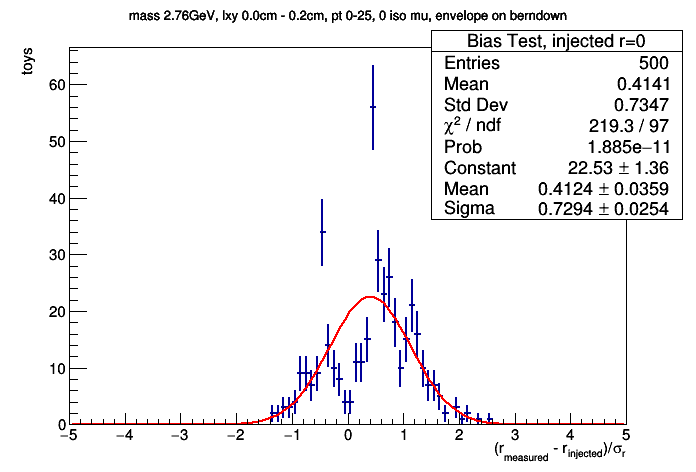 mass 2.76GeV, lxy 0.0cm - 0.2cm, pt 0-25, 0 iso mu, envelope on berndown
Bias Test, injected r=0
Entries 500
Mean 0.4141
Std Dev 0.7347
χ² / ndf 219.3 / 97
Prob 1.885e−11
Constant 22.53 ± 1.36
Mean 0.4124 ± 0.0359
Sigma 0.7294 ± 0.0254
toys
60
50
40
30
20
10
0
−5 −4 −3 −2 −1 0 1 2 3 4 5
(r_measured - r_injected)/σ_r